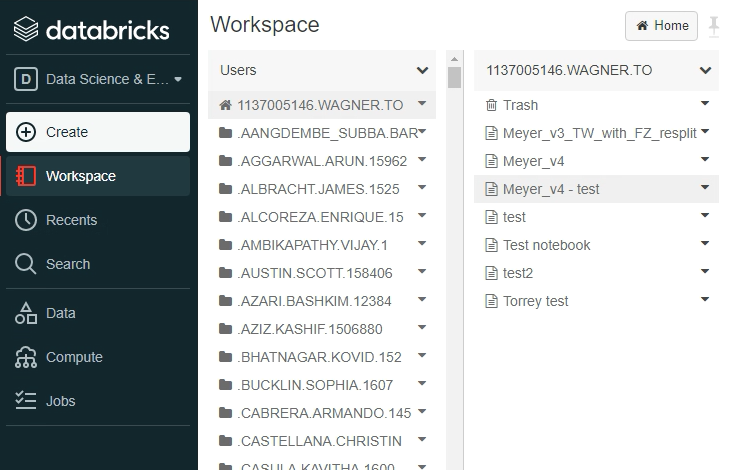 databricks
D Data Science & E...
Create
Workspace
Recents
Search
Data
Compute
Jobs
Workspace
Home
Users
1137005146.WAGNER.TO
.AANGDEMBE_SUBBA.BAR
.AGGARWAL.ARUN.15962
.ALBRACHT.JAMES.1525
.ALCOREZA.ENRIQUE.15
.AMBIKAPATHY.VIJAY.1
.AUSTIN.SCOTT.158406
.AZARI.BASHKIM.12384
.AZIZ.KASHIF.1506880
.BHATNAGAR.KOVID.152
.BUCKLIN.SOPHIA.1607
.CABRERA.ARMANDO.145
.CASTELLANA.CHRISTIN
.CASULA.KAVITHA.1600
1137005146.WAGNER.TO
Trash
Meyer_v3_TW_with_FZ_resplit
Meyer_v4
Meyer_v4 - test
test
Test notebook
test2
Torrey test